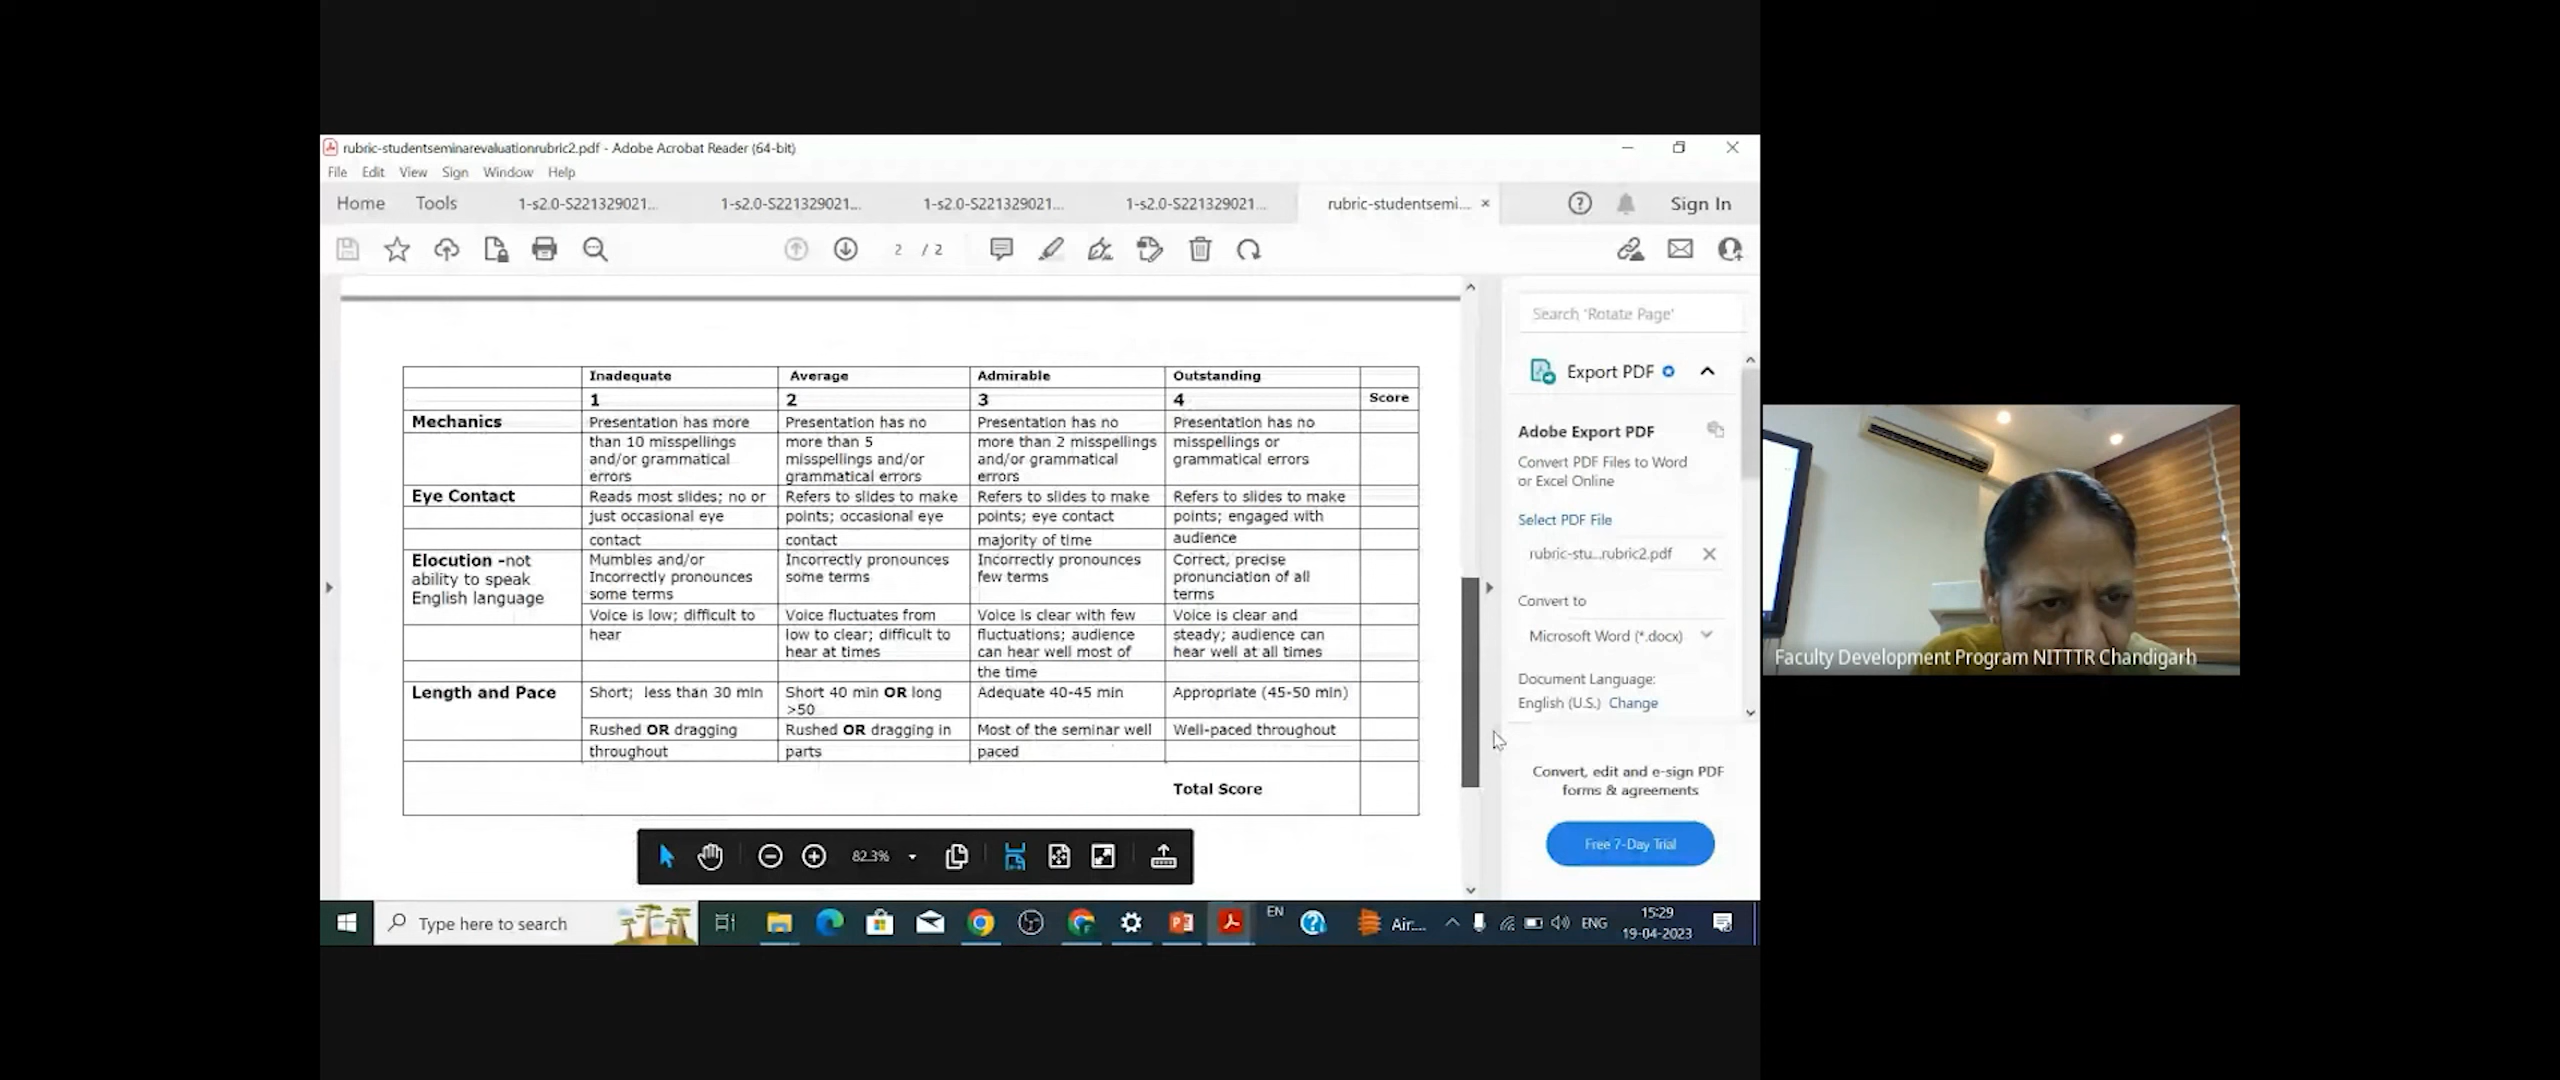 rubric-studentseminarevaluationrubric2.pdf - Adobe Acrobat Reader (64-bit)
File Edit View Sign Window Help
Home Tools 1-s2.0-S221329021... 1-s2.0-S221329021... 1-s2.0-S221329021... 1-s2.0-S221329021... rubric-studentsemi... × Sign In
2 / 2
Search 'Rotate Page'
Export PDF
Adobe Export PDF
Convert PDF Files to Word
or Excel Online
Select PDF File
rubric-stu...rubric2.pdf
Convert to
Microsoft Word (*.docx)
Document Language:
English (U.S.) Change
Convert, edit and e-sign PDF
forms & agreements
Free 7-Day Trial
Inadequate Average Admirable Outstanding
1 2 3 4 Score
Mechanics Presentation has more Presentation has no Presentation has no Presentation has no
than 10 misspellings more than 5 more than 2 misspellings misspellings or
and/or grammatical misspellings and/or and/or grammatical grammatical errors
errors grammatical errors errors
Eye Contact Reads most slides; no or Refers to slides to make Refers to slides to make Refers to slides to make
just occasional eye points; occasional eye points; eye contact points; engaged with
contact contact majority of time audience
Elocution -not Mumbles and/or Incorrectly pronounces Incorrectly pronounces Correct, precise
ability to speak Incorrectly pronounces some terms few terms pronunciation of all
English language some terms terms
Voice is low; difficult to Voice fluctuates from Voice is clear with few Voice is clear and
hear low to clear; difficult to fluctuations; audience steady; audience can
hear at times can hear well most of hear well at all times
the time
Length and Pace Short; less than 30 min Short 40 min OR long Adequate 40-45 min Appropriate (45-50 min)
>50
Rushed OR dragging Rushed OR dragging in Most of the seminar well Well-paced throughout
throughout parts paced
Total Score
82.3%
Type here to search EN Air... ENG 15:29
19-04-2023
Faculty Development Program NITTTR Chandigarh